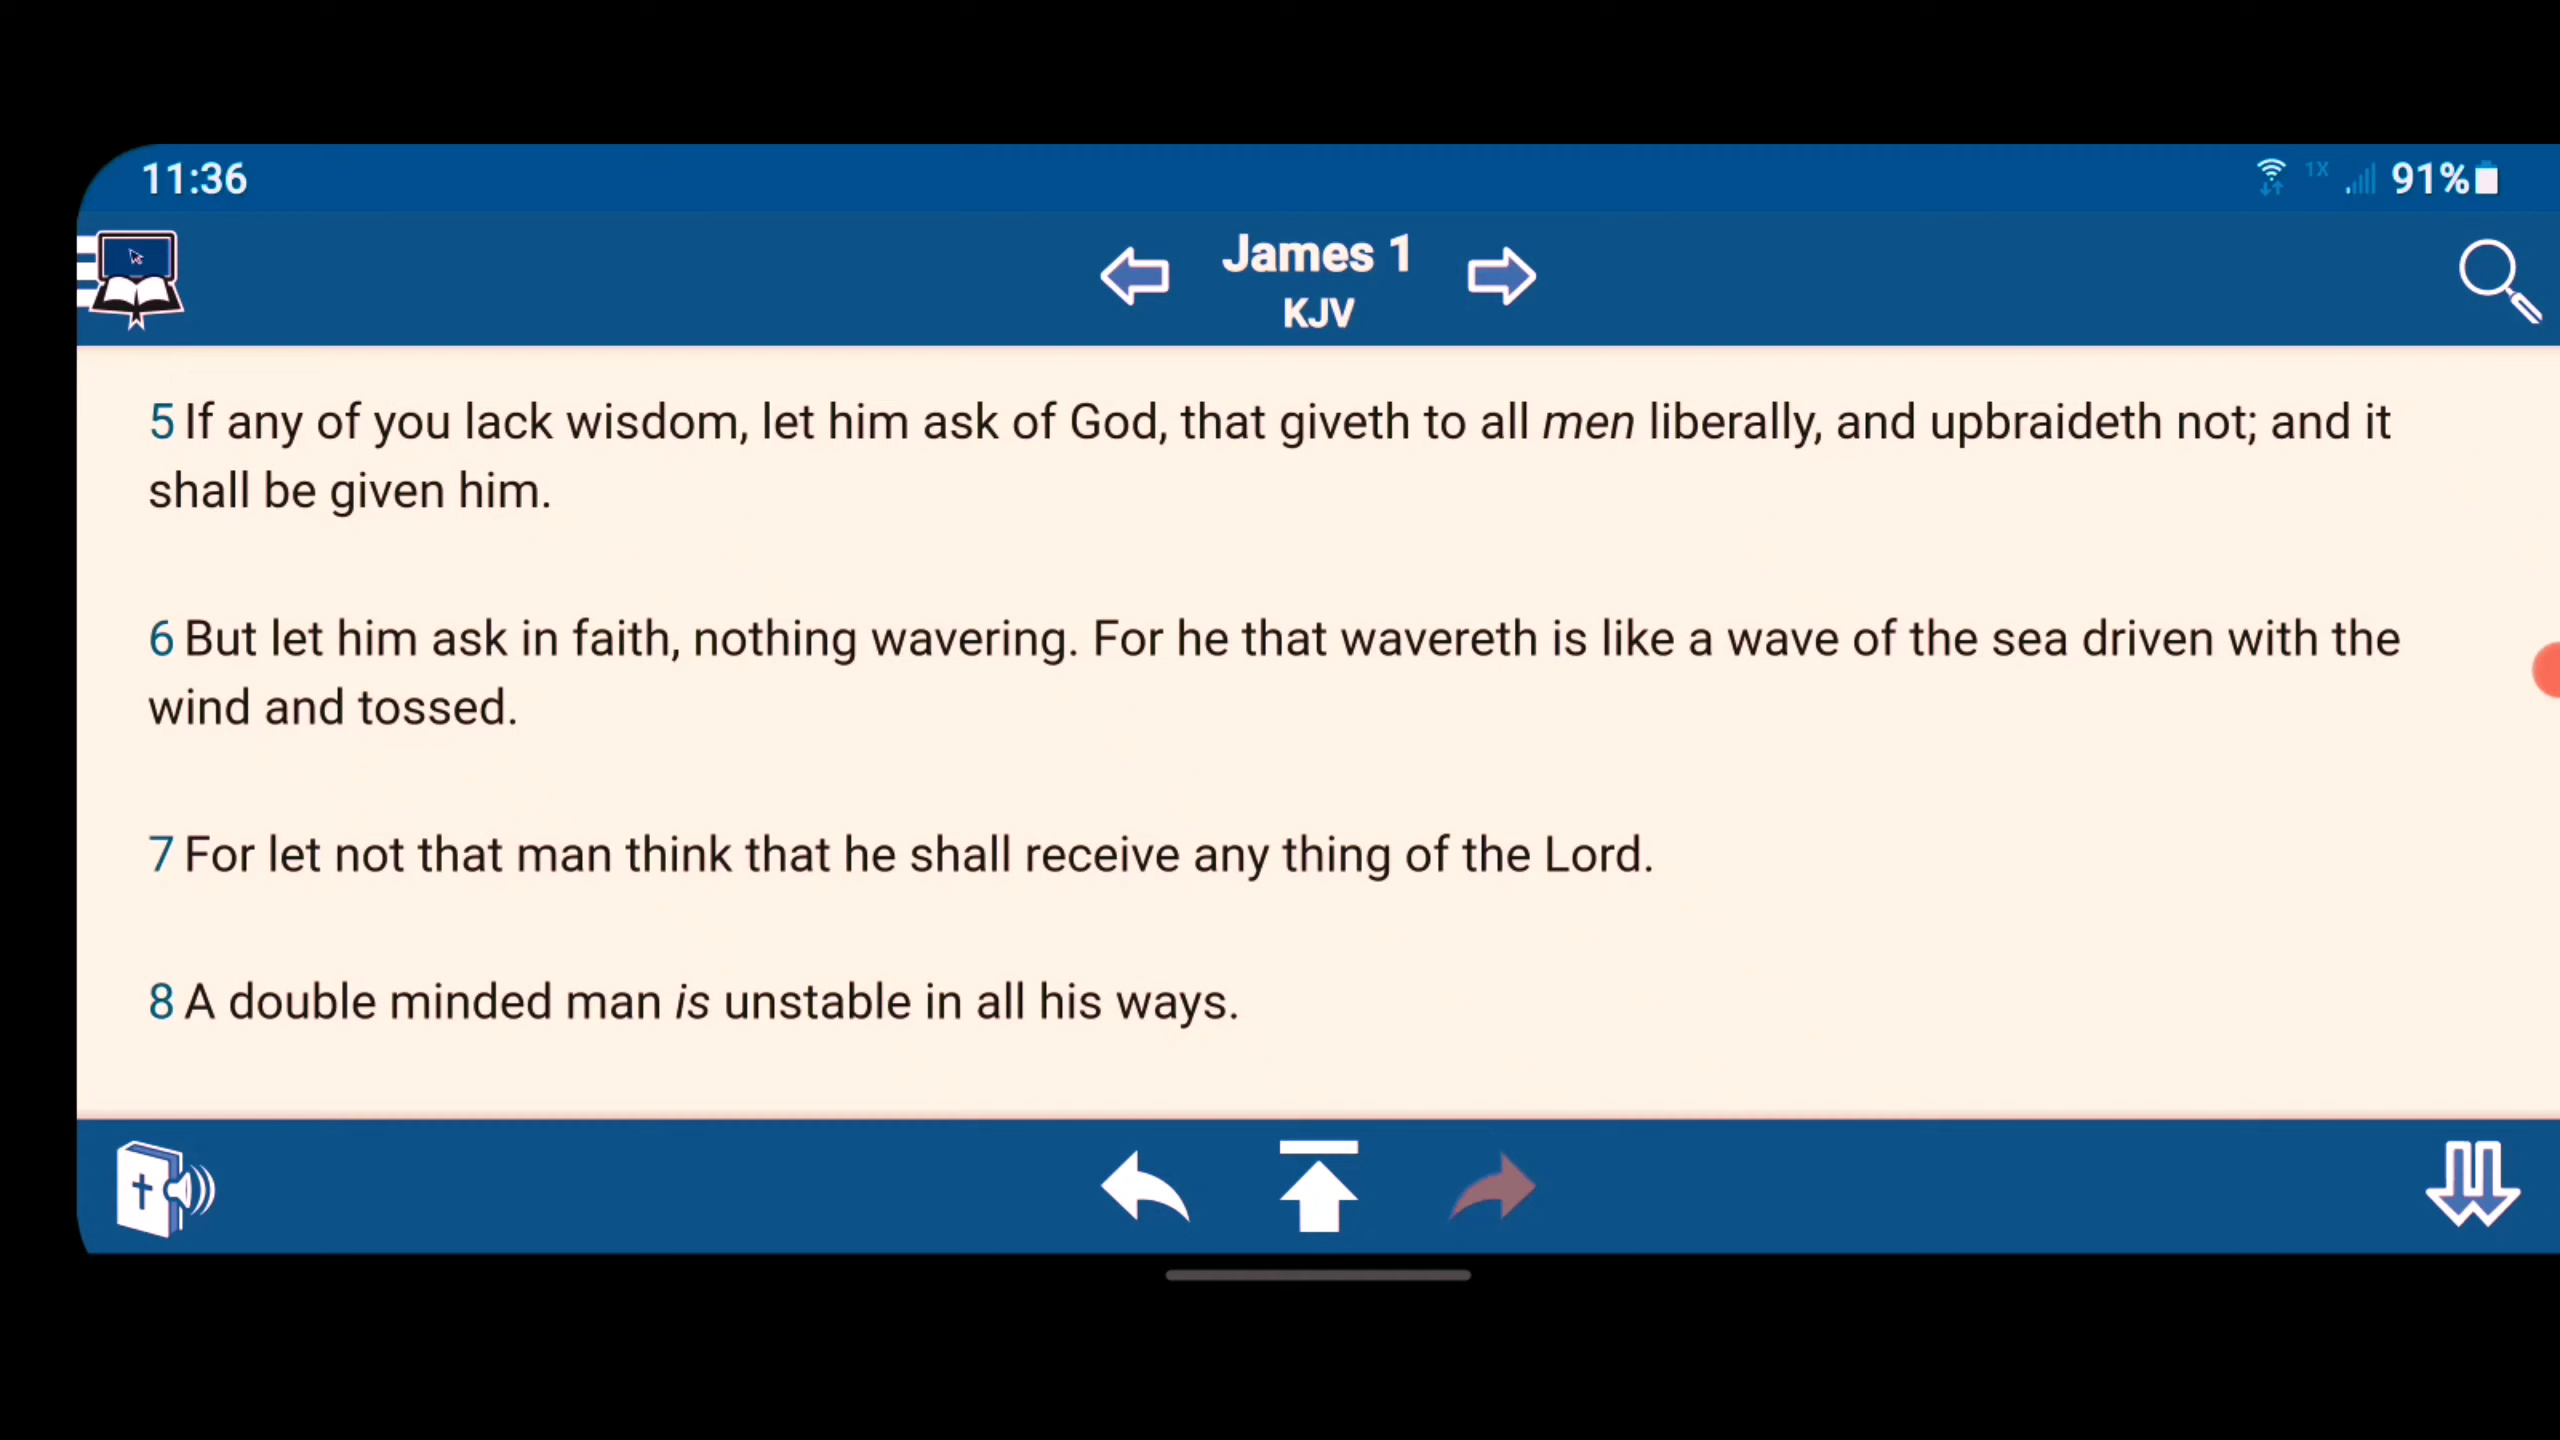 11:36
1X 91%
James 1
KJV
5 If any of you lack wisdom, let him ask of God, that giveth to all men liberally, and upbraideth not; and it
shall be given him.
6 But let him ask in faith, nothing wavering. For he that wavereth is like a wave of the sea driven with the
wind and tossed.
7 For let not that man think that he shall receive any thing of the Lord.
8 A double minded man is unstable in all his ways.